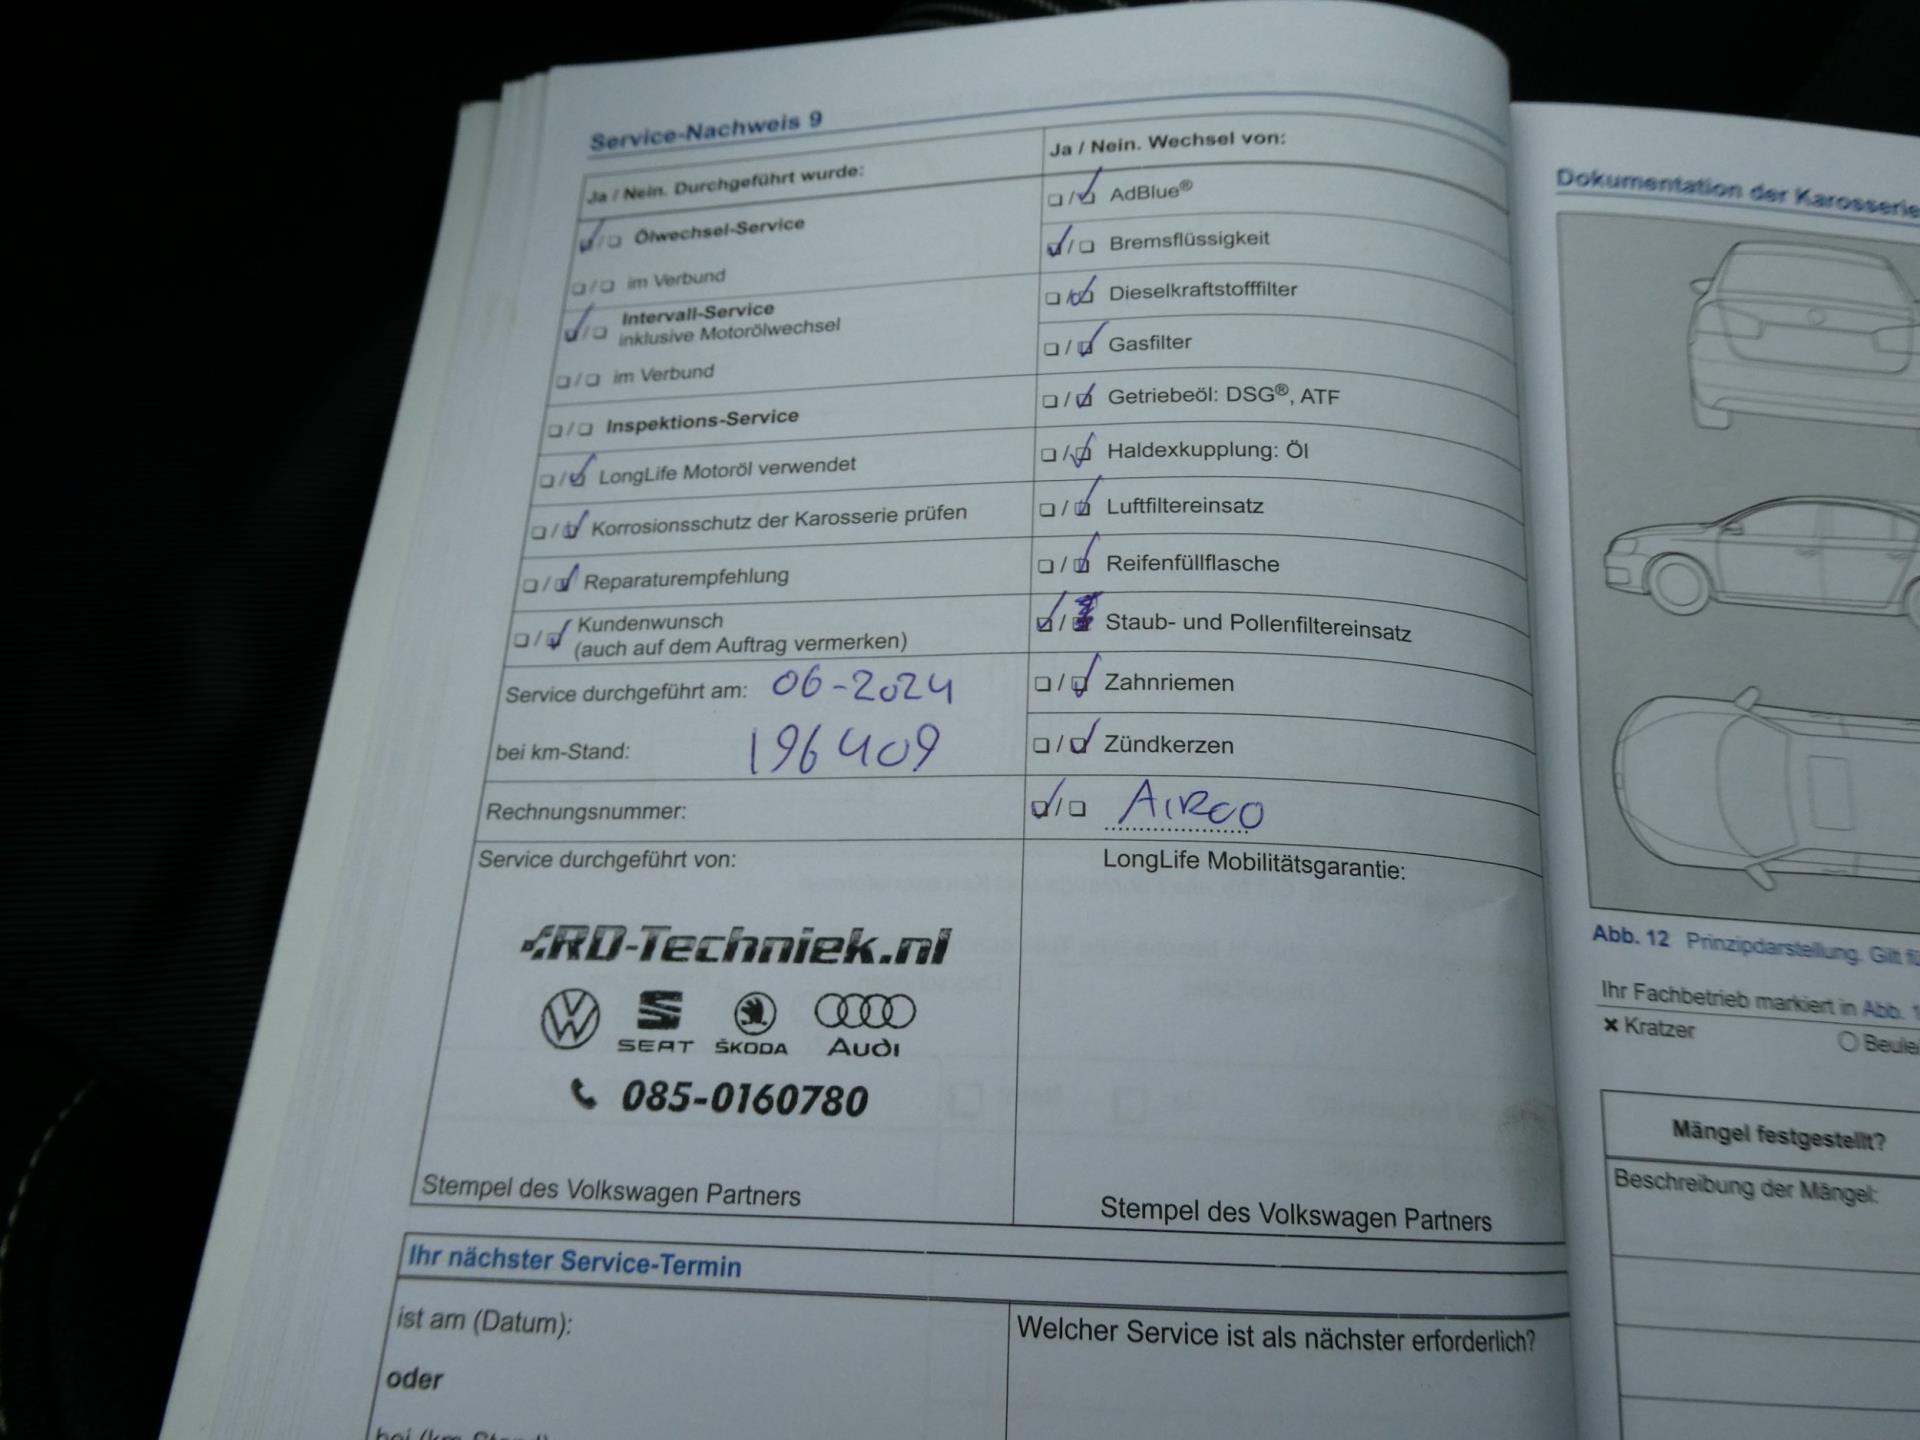 Service-Nachweis 9
Ja / Nein. Durchgeführt wurde:
Ölwechsel-Service
im Verbund
Intervall-Service
inklusive Motorölwechsel
im Verbund
Inspektions-Service
LongLife Motoröl verwendet
Korrosionsschutz der Karosserie prüfen
Reparaturempfehlung
Kundenwunsch
(auch auf dem Auftrag vermerken)
Service durchgeführt am: 06-2024
bei km-Stand: 196409
Rechnungsnummer:
Service durchgeführt von:
RD-Techniek.nl
SEAT ŠKODA Audi
085-0160780
Stempel des Volkswagen Partners
Ja / Nein. Wechsel von:
AdBlue®
Bremsflüssigkeit
Dieselkraftstofffilter
Gasfilter
Getriebeöl: DSG®, ATF
Haldexkupplung: Öl
Luftfiltereinsatz
Reifenfüllflasche
Staub- und Pollenfiltereinsatz
Zahnriemen
Zündkerzen
AIRCO
LongLife Mobilitätsgarantie:
Stempel des Volkswagen Partners
Ihr nächster Service-Termin
ist am (Datum):
oder
Welcher Service ist als nächster erforderlich?
Dokumentation der Karosserie
Abb. 12 Prinzipdarstellung. Gilt
Ihr Fachbetrieb markiert in Abb.
Kratzer
Mängel festgestellt?
Beschreibung der Mängel: